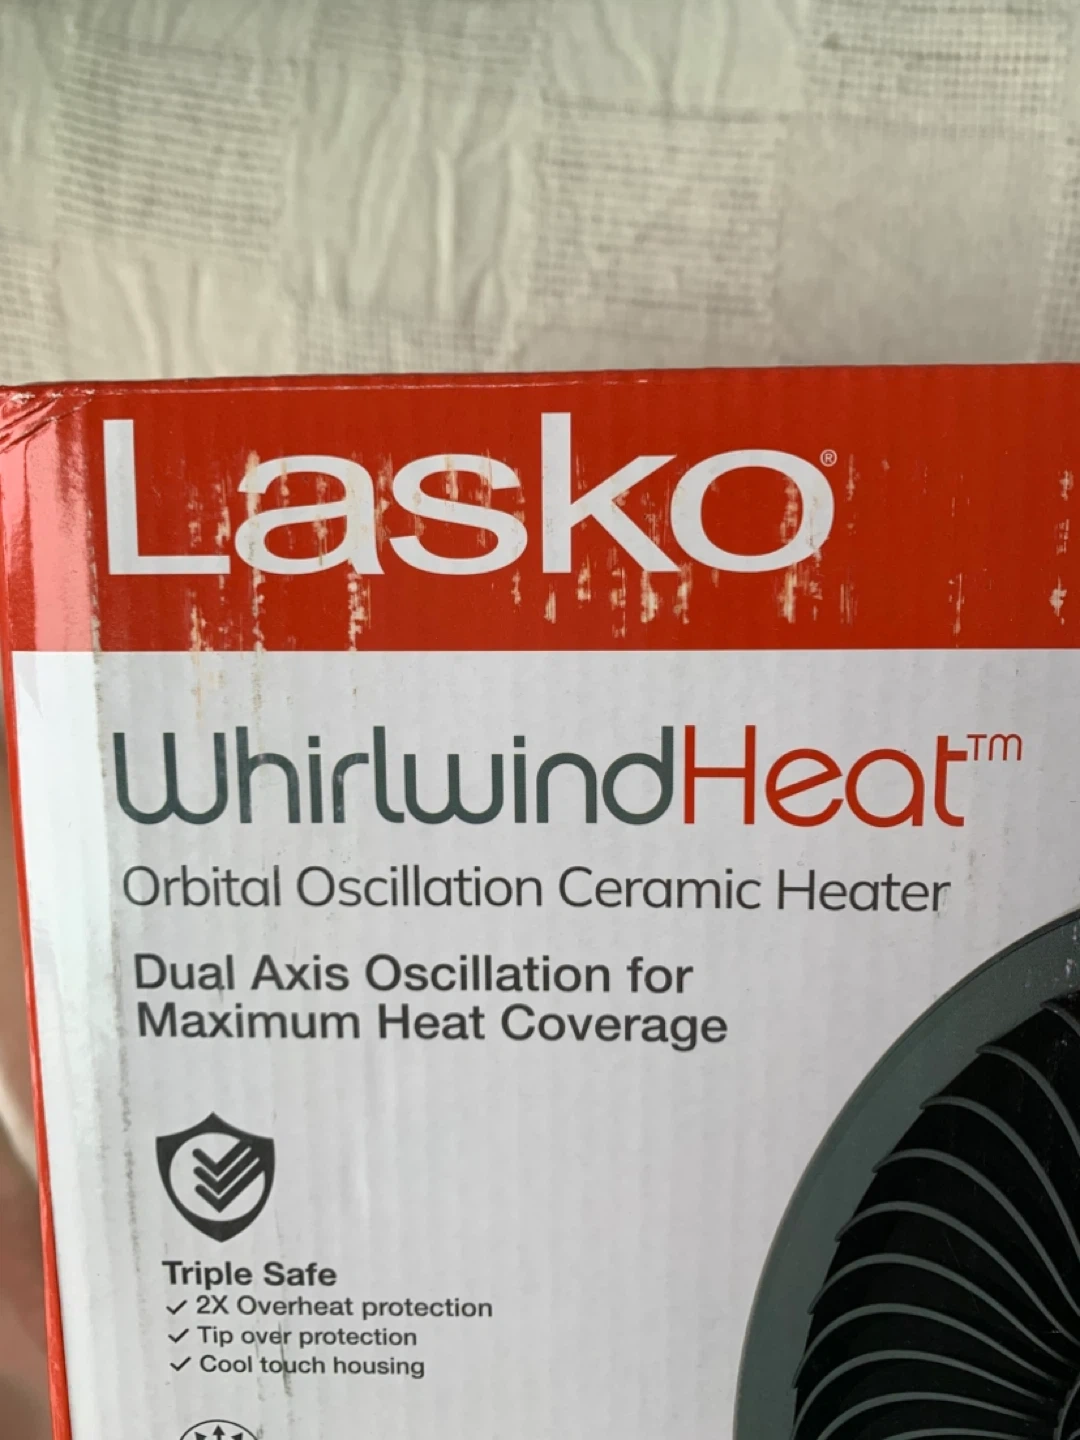 Lasko®
WhirlwindHeat™
Orbital Oscillation Ceramic Heater
Dual Axis Oscillation for
Maximum Heat Coverage
Triple Safe
✓ 2X Overheat protection
✓ Tip over protection
✓ Cool touch housing